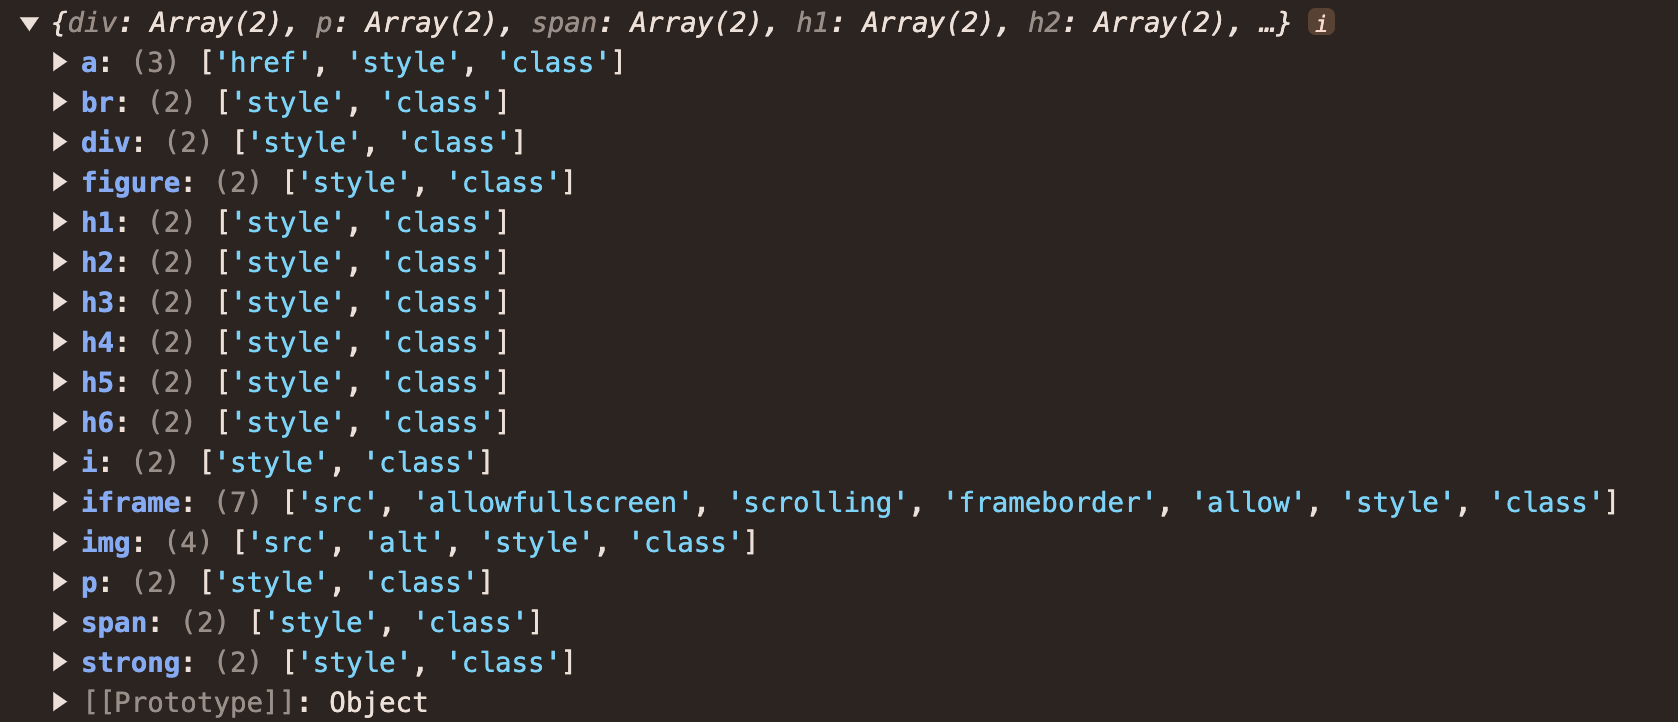 ▼ {div: Array(2), p: Array(2), span: Array(2), h1: Array(2), h2: Array(2), …} i
▶ a: (3) ['href', 'style', 'class']
▶ br: (2) ['style', 'class']
▶ div: (2) ['style', 'class']
▶ figure: (2) ['style', 'class']
▶ h1: (2) ['style', 'class']
▶ h2: (2) ['style', 'class']
▶ h3: (2) ['style', 'class']
▶ h4: (2) ['style', 'class']
▶ h5: (2) ['style', 'class']
▶ h6: (2) ['style', 'class']
▶ i: (2) ['style', 'class']
▶ iframe: (7) ['src', 'allowfullscreen', 'scrolling', 'frameborder', 'allow', 'style', 'class']
▶ img: (4) ['src', 'alt', 'style', 'class']
▶ p: (2) ['style', 'class']
▶ span: (2) ['style', 'class']
▶ strong: (2) ['style', 'class']
▶ [[Prototype]]: Object